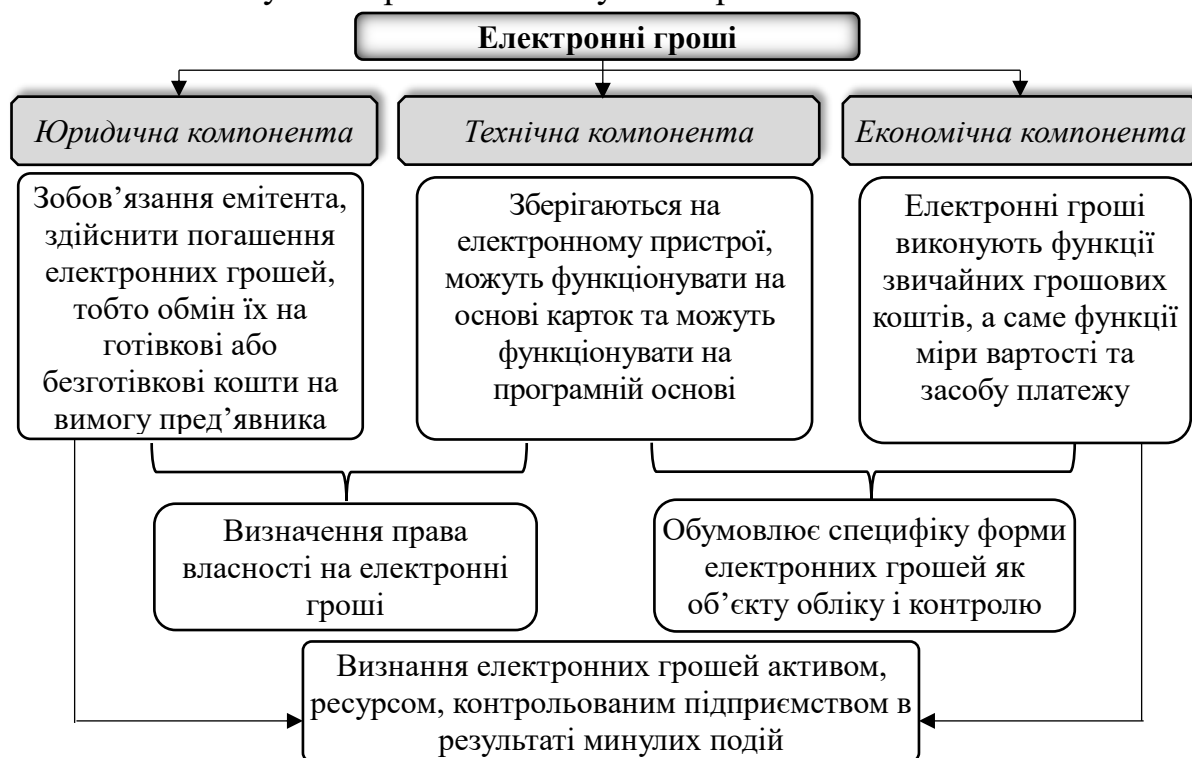 Електронні гроші
Юридична компонента
Технічна компонента
Економічна компонента
Зобов’язання емітента,
здійснити погашення
електронних грошей,
тобто обмін їх на
готівкові або
безготівкові кошти на
вимогу пред’явника
Зберігаються на
електронному пристрої,
можуть функціонувати на
основі карток та можуть
функціонувати на
програмній основі
Електронні гроші
виконують функції
звичайних грошових
коштів, а саме функції
міри вартості та
засобу платежу
Визначення права
власності на електронні
гроші
Обумовлює специфіку форми
електронних грошей як
об’єкту обліку і контролю
Визнання електронних грошей активом,
ресурсом, контрольованим підприємством в
результаті минулих подій